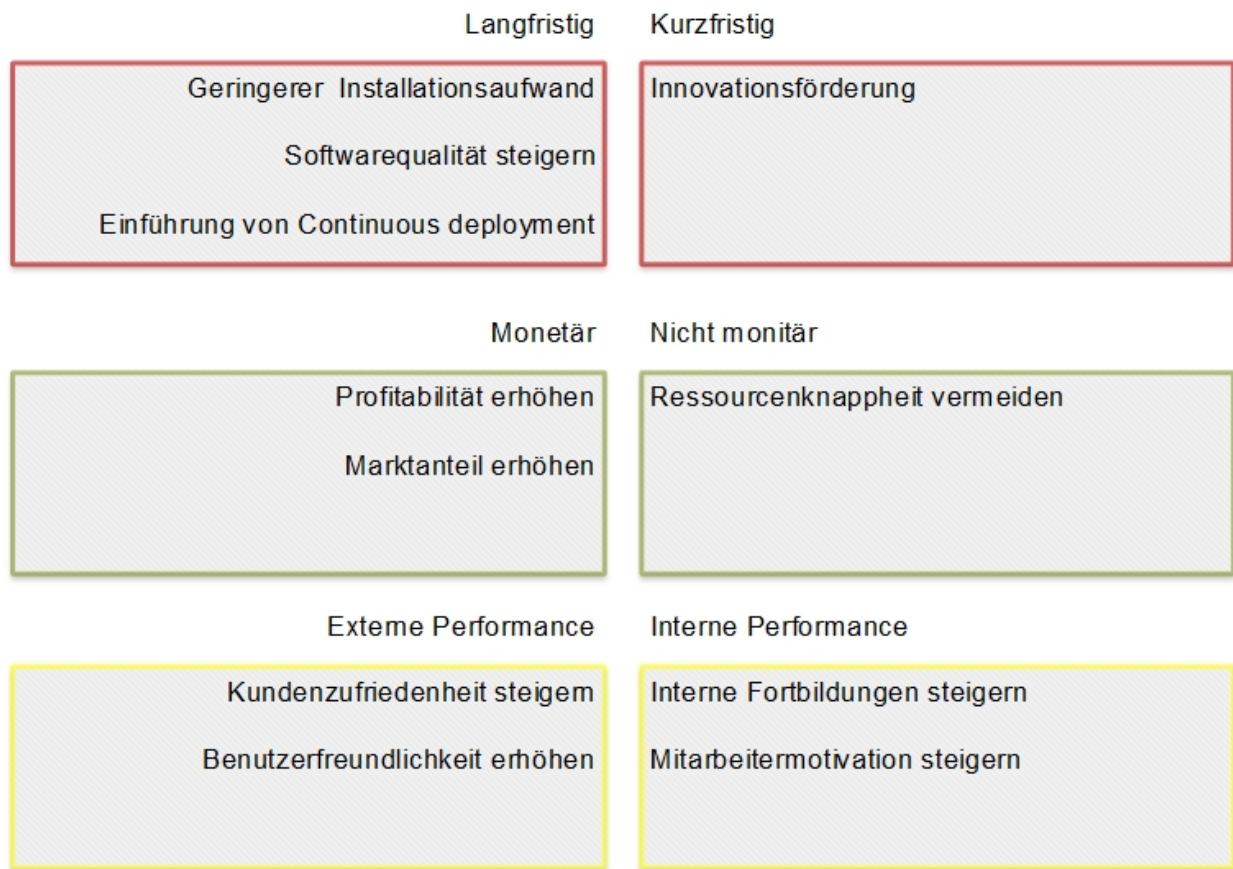 Langfristig
Kurzfristig
Geringerer Installationsaufwand
Softwarequalität steigern
Einführung von Continuous deployment
Innovationsförderung
Monetär
Nicht monitär
Profitabilität erhöhen
Marktanteil erhöhen
Ressourcenknappheit vermeiden
Externe Performance
Interne Performance
Kundenzufriedenheit steigern
Benutzerfreundlichkeit erhöhen
Interne Fortbildungen steigern
Mitarbeitermotivation steigern